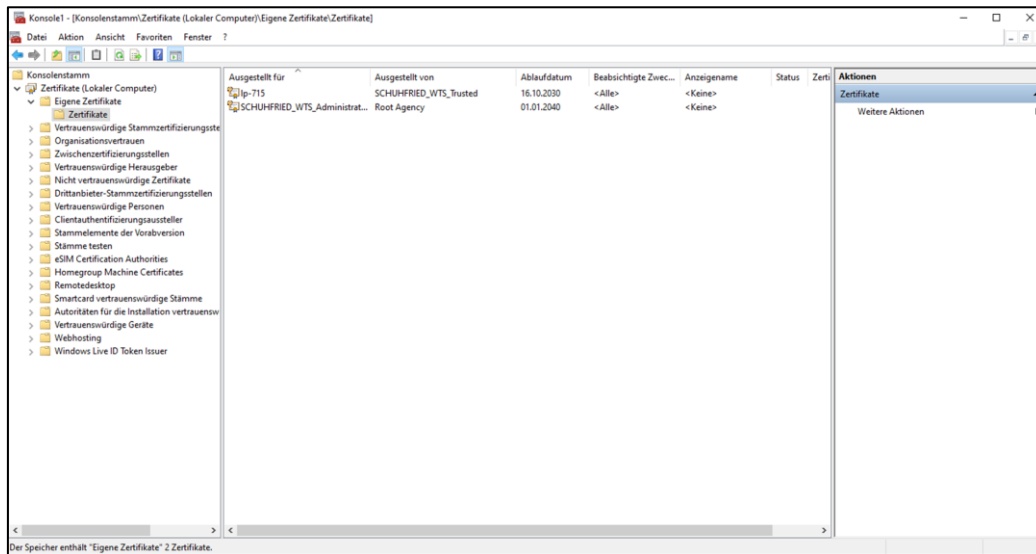 Konsole1 - [Konsolenstamm\Zertifikate (Lokaler Computer)\Eigene Zertifikate\Zertifikate]
Datei Aktion Ansicht Favoriten Fenster ?
Konsolenstamm
Zertifikate (Lokaler Computer)
Eigene Zertifikate
Zertifikate
Vertrauenswürdige Stammzertifizierungsste
Organisationsvertrauen
Zwischenzertifizierungsstellen
Vertrauenswürdige Herausgeber
Nicht vertrauenswürdige Zertifikate
Drittanbieter-Stammzertifizierungsstellen
Vertrauenswürdige Personen
Clientauthentifizierungsaussteller
Stammelemente der Vorabversion
Stämme testen
eSIM Certification Authorities
Homegroup Machine Certificates
Remotedesktop
Smartcard vertrauenswürdige Stämme
Autoritäten für die Installation vertrauensw
Vertrauenswürdige Geräte
Webhosting
Windows Live ID Token Issuer
Ausgestellt für Ausgestellt von Ablaufdatum Beabsichtigte Zwec... Anzeigename Status Zerti
lp-715 SCHUHFRIED_WTS_Trusted 16.10.2030 <Alle> <Keine>
SCHUHFRIED_WTS_Administrat... Root Agency 01.01.2040 <Alle> <Keine>
Aktionen
Zertifikate
Weitere Aktionen
Der Speicher enthält "Eigene Zertifikate" 2 Zertifikate.